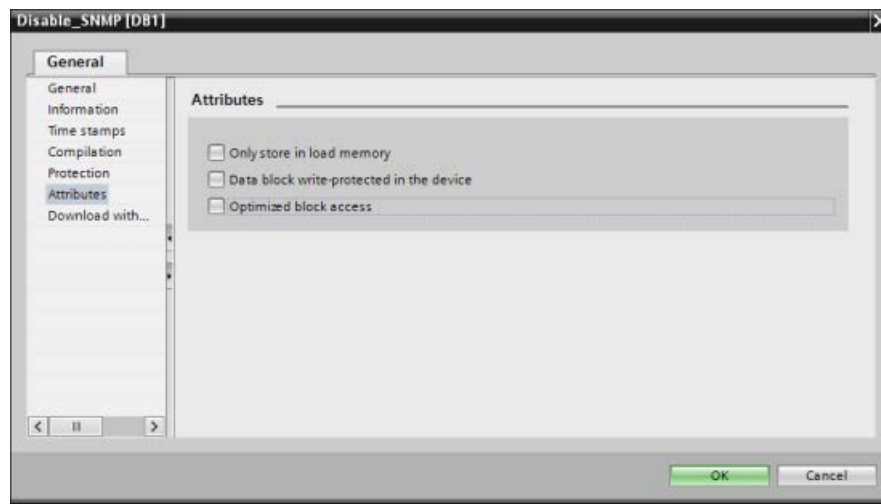 Disable_SNMP [DB1]
General
General
Information
Time stamps
Compilation
Protection
Attributes
Download with...
Attributes
Only store in load memory
Data block write-protected in the device
Optimized block access
OK
Cancel